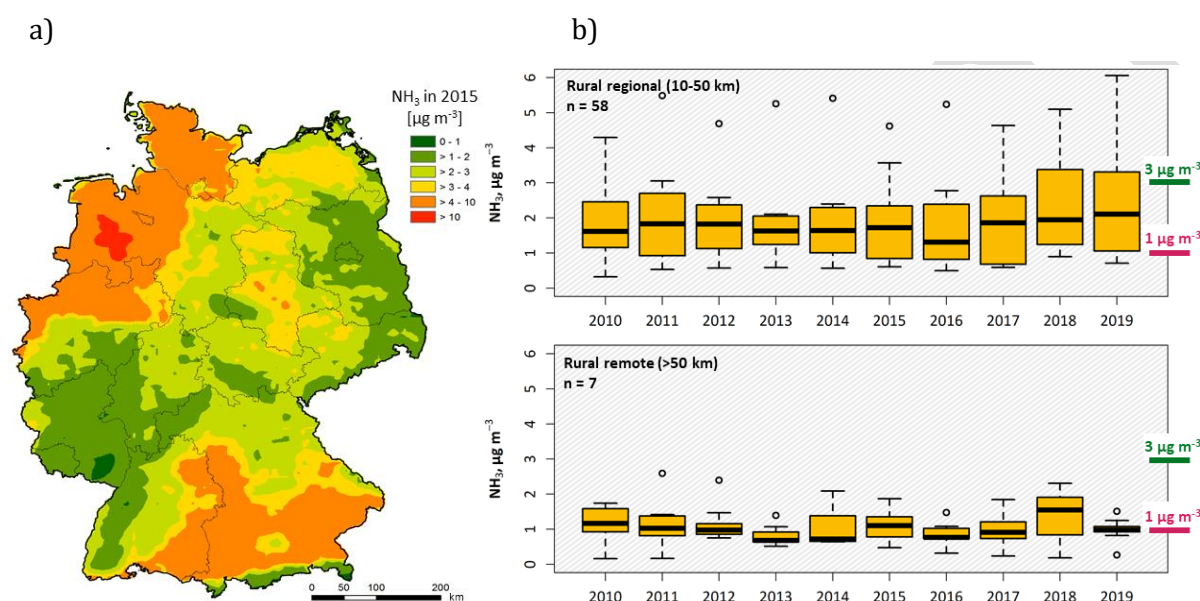 a)
NH3 in 2015
[µg m-3]
0 - 1
> 1 - 2
> 2 - 3
> 3 - 4
> 4 - 10
> 10
0 50 100 200
km
b)
Rural regional (10-50 km)
n = 58
NH3, µg m−3
6
5
4
3
2
1
0
2010 2011 2012 2013 2014 2015 2016 2017 2018 2019
3 µg m-3
1 µg m-3
Rural remote (>50 km)
n = 7
NH3, µg m−3
6
5
4
3
2
1
0
2010 2011 2012 2013 2014 2015 2016 2017 2018 2019
3 µg m-3
1 µg m-3